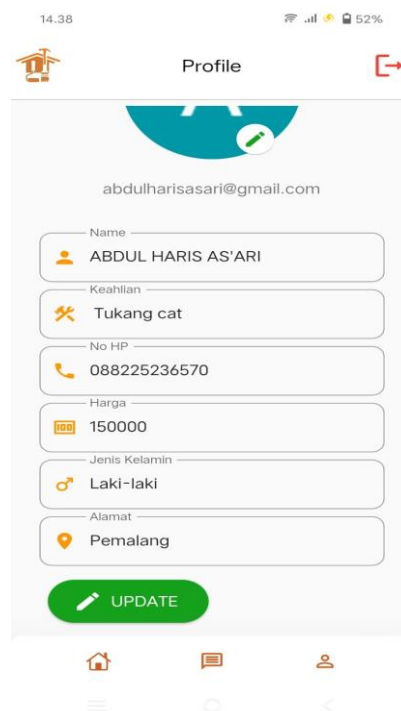 14.38
52%
Profile
abdulharisasari@gmail.com
Name
ABDUL HARIS AS'ARI
Keahlian
Tukang cat
No HP
088225236570
Harga
150000
Jenis Kelamin
Laki-laki
Alamat
Pemalang
UPDATE